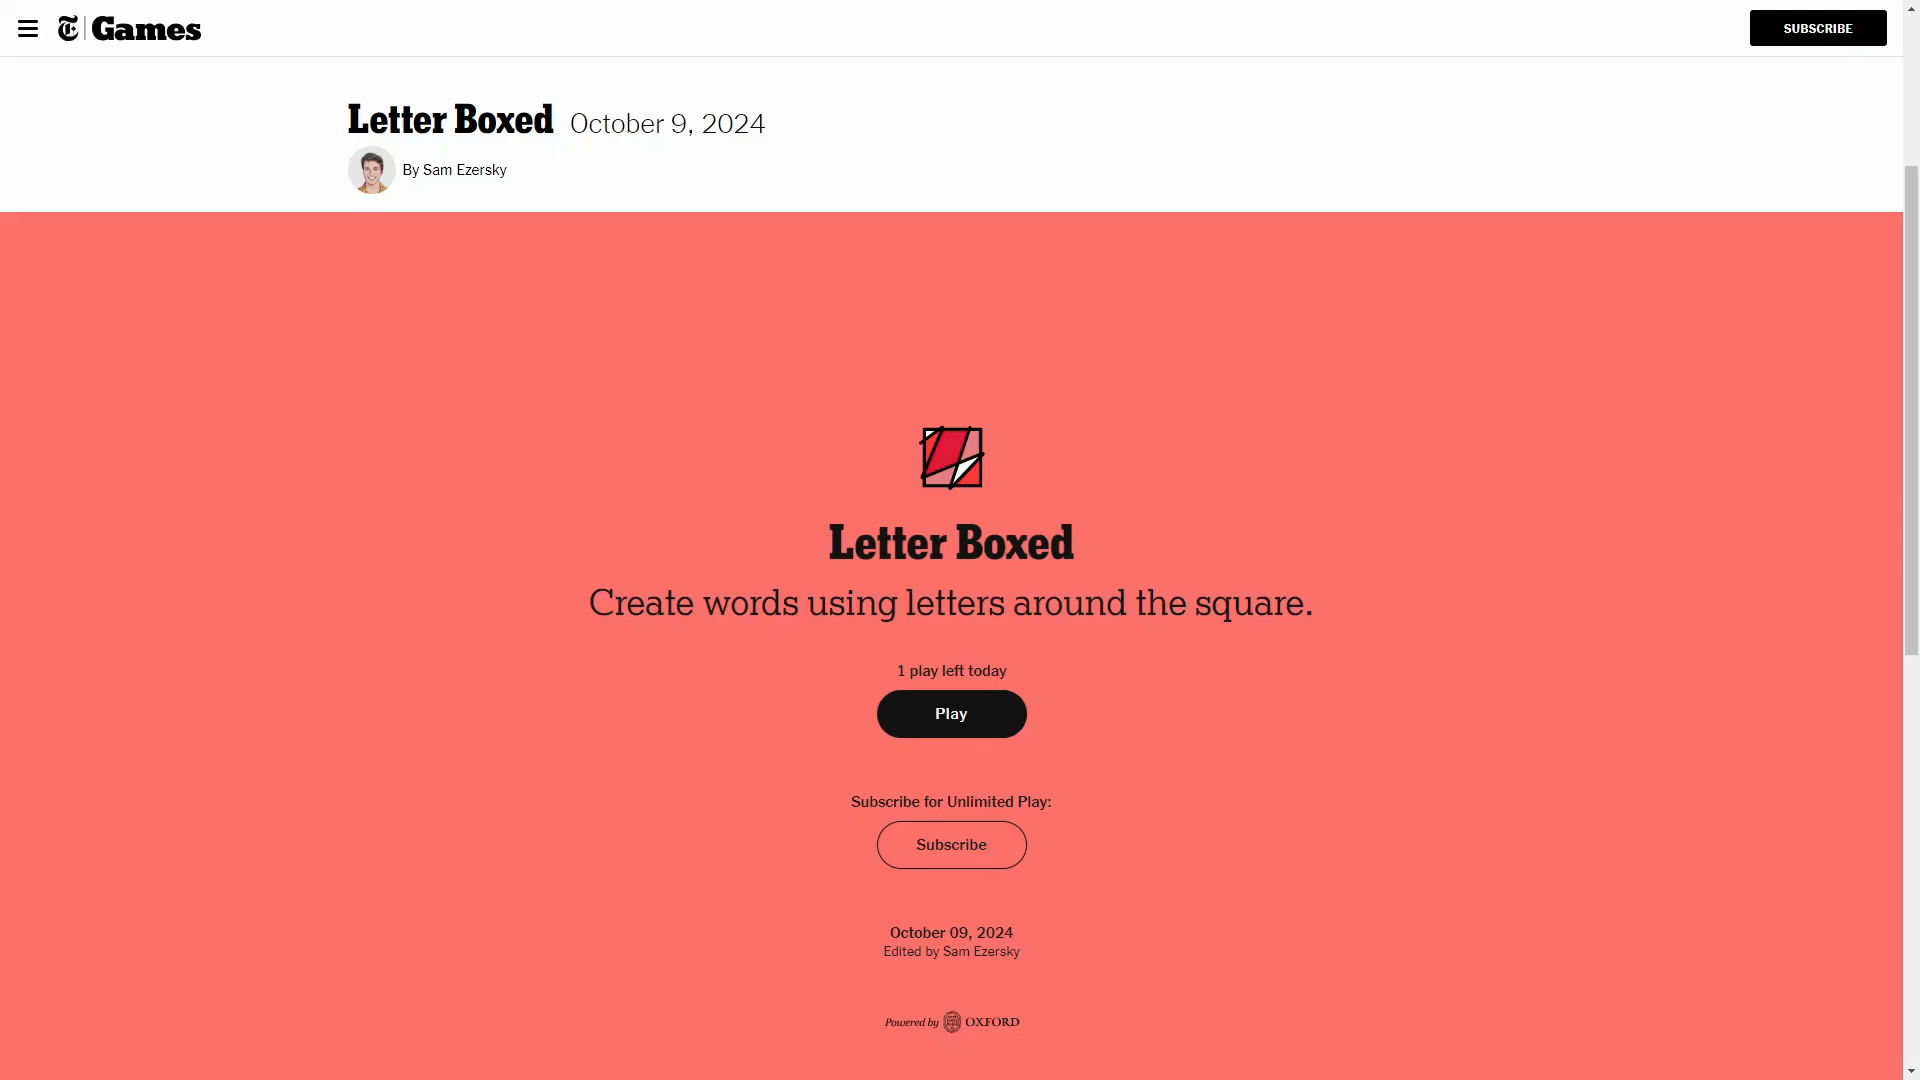 T Games
SUBSCRIBE
Letter Boxed October 9, 2024
By Sam Ezersky
Letter Boxed
Create words using letters around the square.
1 play left today
Play
Subscribe for Unlimited Play:
Subscribe
October 09, 2024
Edited by Sam Ezersky
Powered by OXFORD